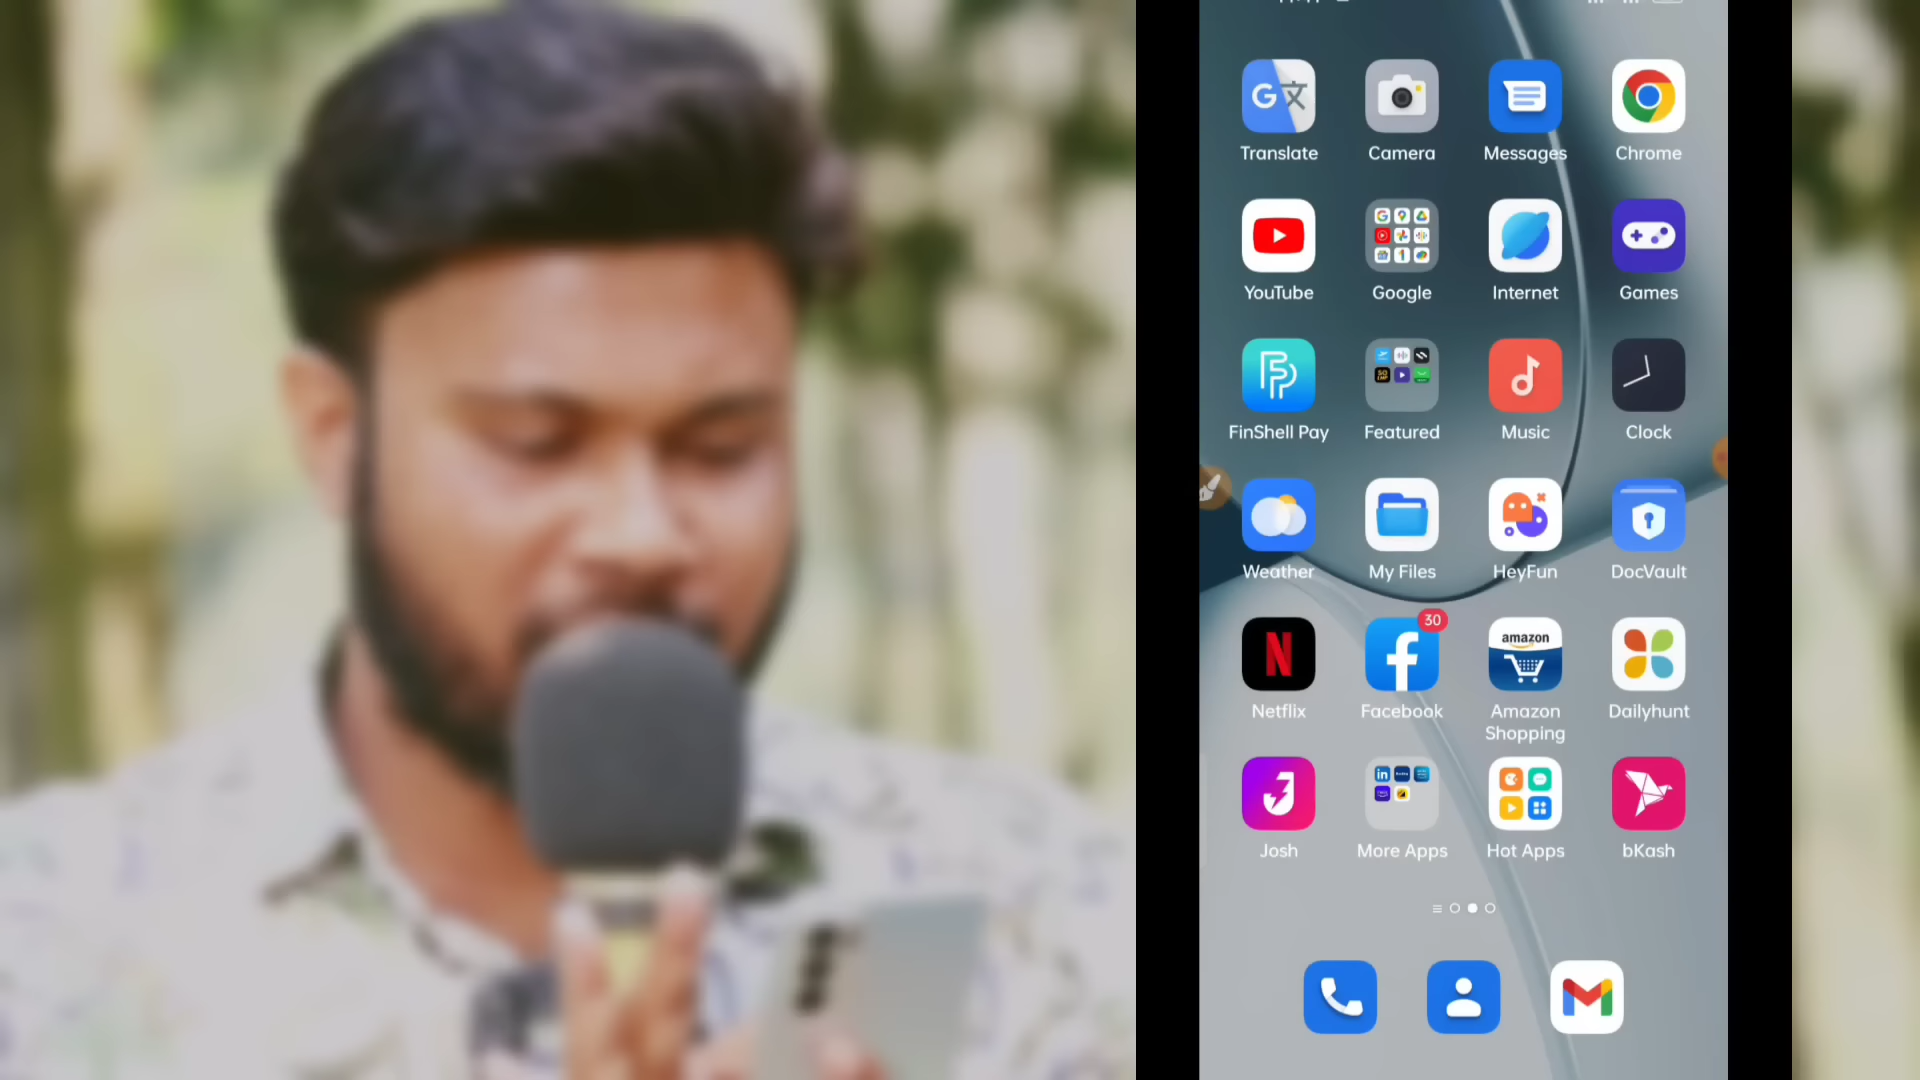 Translate Camera Messages Chrome
YouTube Google Internet Games
FinShell Pay Featured Music Clock
Weather My Files HeyFun DocVault
30
amazon
Netflix Facebook Amazon Shopping Dailyhunt
Josh More Apps Hot Apps bKash